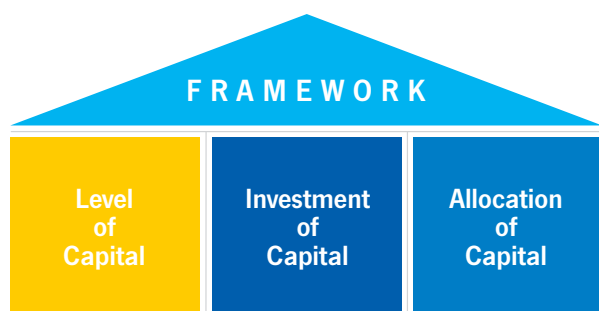 FRAMEWORK
Level
of
Capital
Investment
of
Capital
Allocation
of
Capital